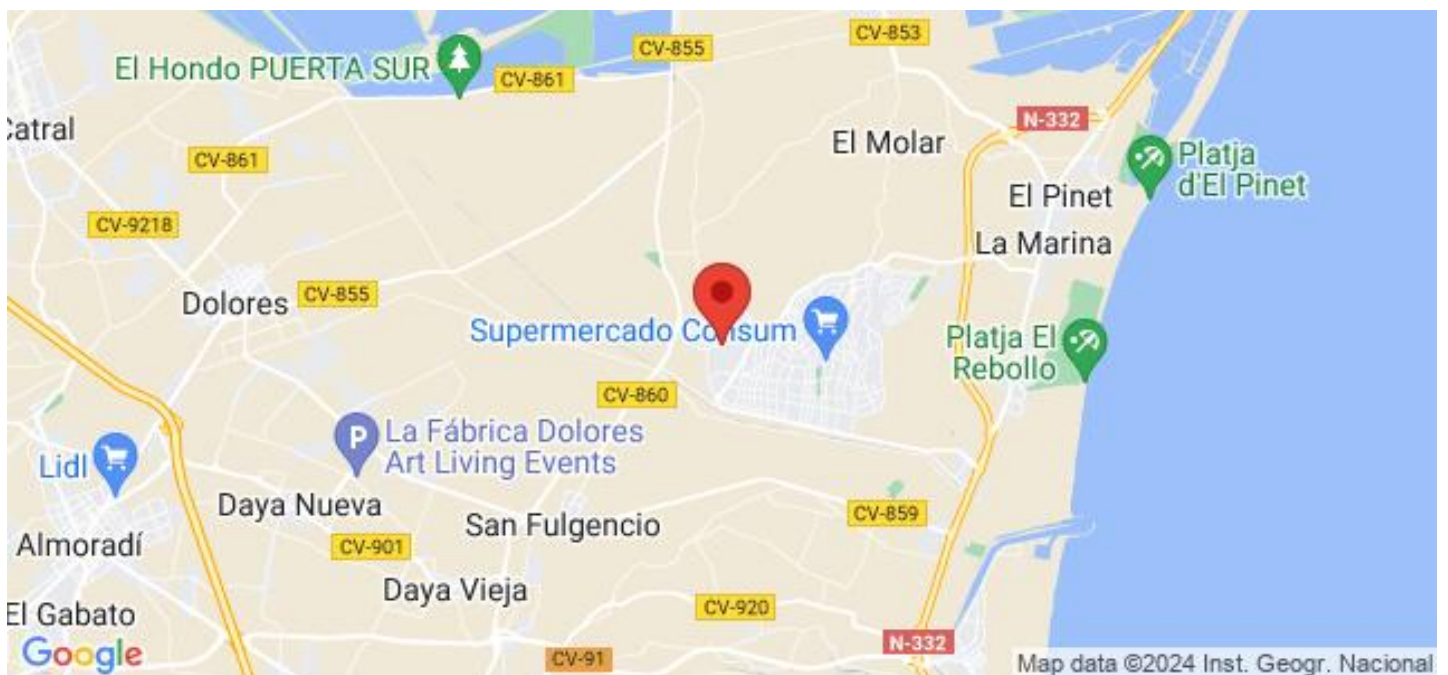 CV-853
CV-855
El Hondo PUERTA SUR
CV-861
N-332
Catral
El Molar
CV-861
Platja
d'El Pinet
El Pinet
CV-9218
La Marina
Dolores
CV-855
Supermercado Consum
Platja El
Rebollo
CV-860
La Fábrica Dolores
Art Living Events
P
Lidl
Daya Nueva
San Fulgencio
CV-859
Almoradí
CV-901
Daya Vieja
CV-920
El Gabato
N-332
Google
CV-91
Map data ©2024 Inst. Geogr. Nacional